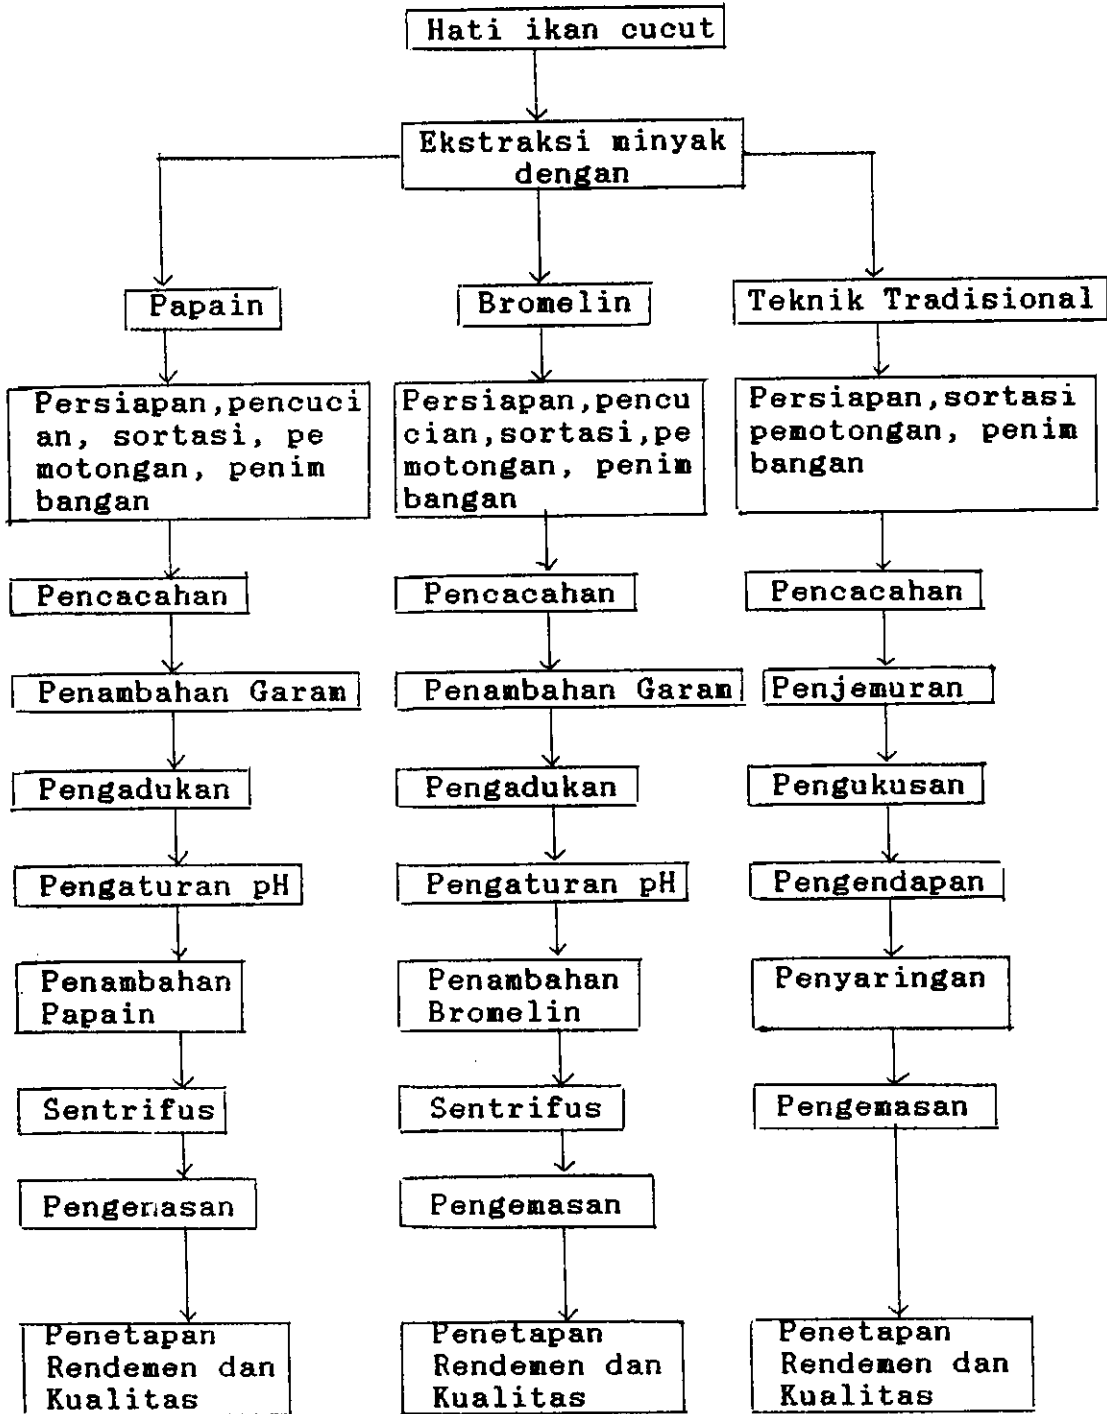 Hati ikan cucut
Ekstraksi minyak
dengan
Papain
Persiapan,pencuci
an, sortasi, pe
motongan, penim
bangan
Pencacahan
Penambahan Garam
Pengadukan
Pengaturan pH
Penambahan
Papain
Sentrifus
Pengemasan
Penetapan
Rendemen dan
Kualitas
Bromelin
Persiapan,pencu
cian,sortasi,pe
motongan, penim
bangan
Pencacahan
Penambahan Garam
Pengadukan
Pengaturan pH
Penambahan
Bromelin
Sentrifus
Pengemasan
Penetapan
Rendemen dan
Kualitas
Teknik Tradisional
Persiapan,sortasi
pemotongan, penim
bangan
Pencacahan
Penjemuran
Pengukusan
Pengendapan
Penyaringan
Pengemasan
Penetapan
Rendemen dan
Kualitas